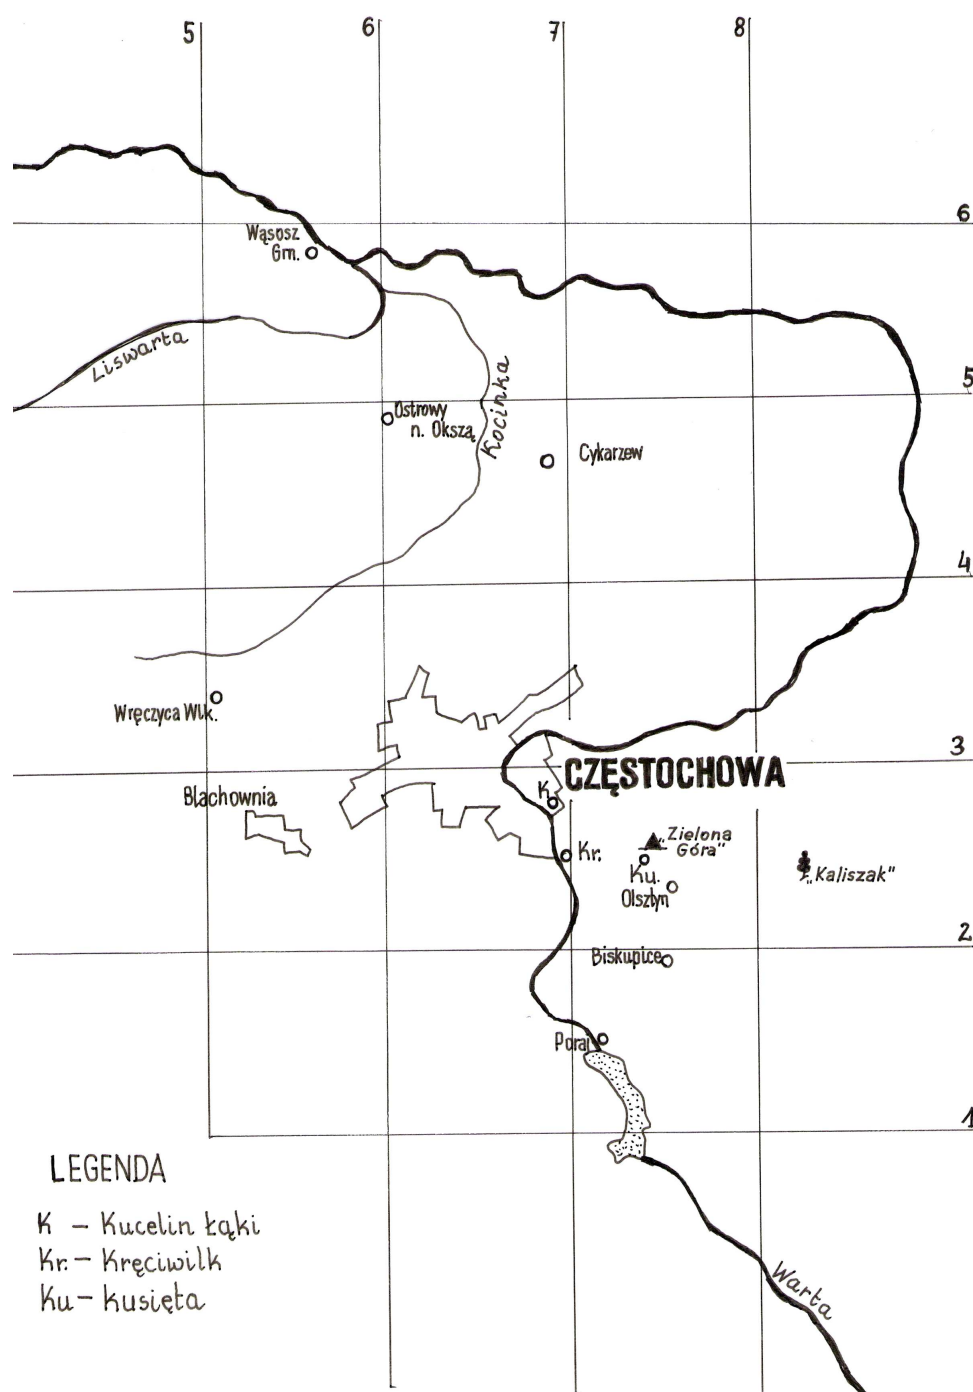 5 6 7 8
6
Wąsosz
Gm.
Liswarta
5
Ostrowy
n. Okszą
Kocinka
Cykarzew
4
Wręczyca Wlk.
3
CZĘSTOCHOWA
Blachownia
K
Kr.
„Zielona
Góra"
Ku.
Olsztyn
„Kaliszak"
2
Biskupice
Poraj
1
LEGENDA
K – Kucelin Łąki
Kr. – Kręciwilk
Ku – Kusięta
Warta